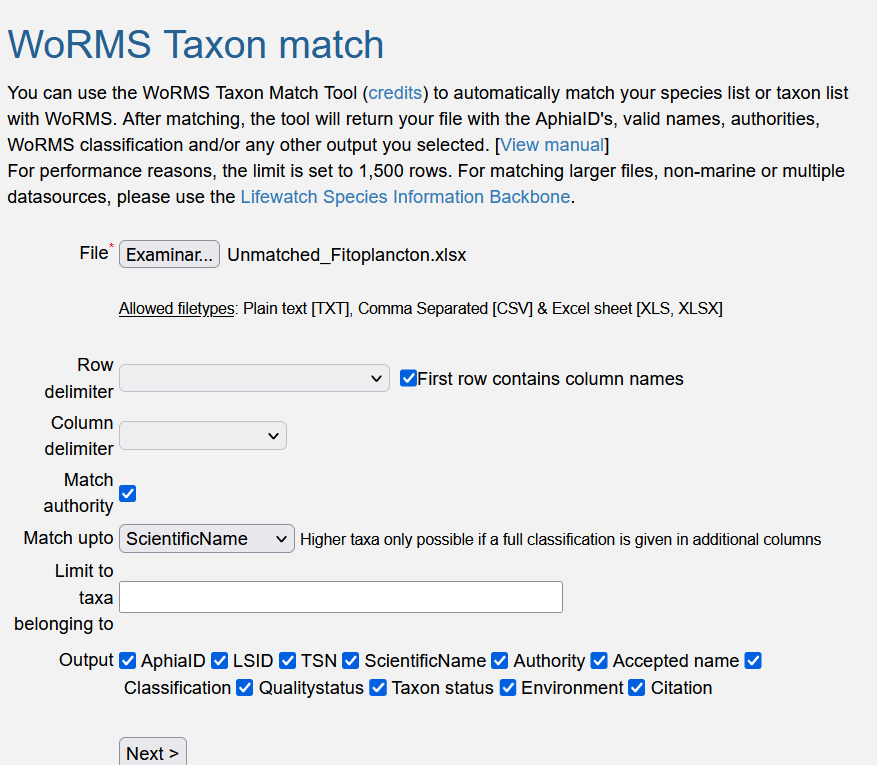 WoRMS Taxon match
You can use the WoRMS Taxon Match Tool (credits) to automatically match your species list or taxon list
with WoRMS. After matching, the tool will return your file with the AphiaID's, valid names, authorities,
WoRMS classification and/or any other output you selected. [View manual]
For performance reasons, the limit is set to 1,500 rows. For matching larger files, non-marine or multiple
datasources, please use the Lifewatch Species Information Backbone.
File* Examinar... Unmatched_Fitoplancton.xlsx
Allowed filetypes: Plain text [TXT], Comma Separated [CSV] & Excel sheet [XLS, XLSX]
Row
delimiter
First row contains column names
Column
delimiter
Match
authority
Match upto ScientificName Higher taxa only possible if a full classification is given in additional columns
Limit to
taxa
belonging to
Output AphiaID LSID TSN ScientificName Authority Accepted name
Classification Qualitystatus Taxon status Environment Citation
Next >